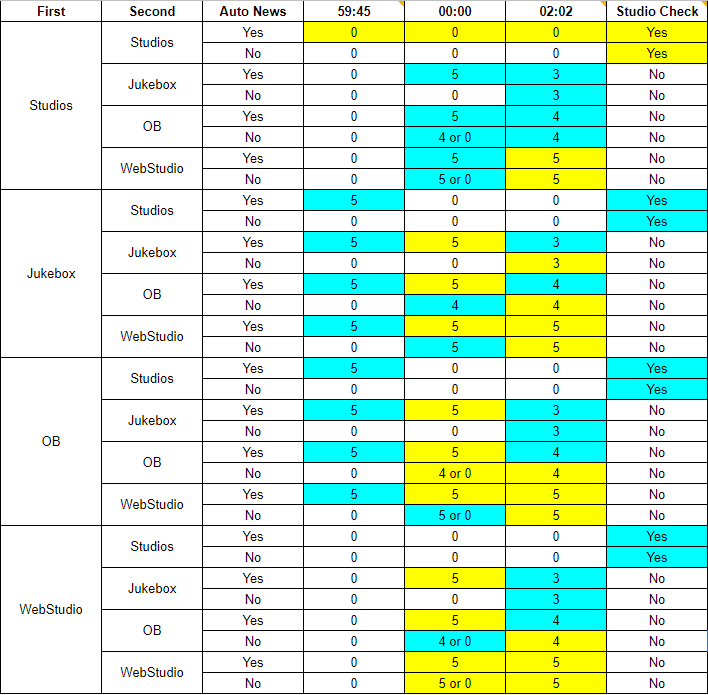 First Second Auto News 59:45 00:00 02:02 Studio Check
Studios Studios Yes 0 0 0 Yes
No 0 0 0 Yes
Jukebox Yes 0 5 3 No
No 0 0 3 No
OB Yes 0 5 4 No
No 0 4 or 0 4 No
WebStudio Yes 0 5 5 No
No 0 5 or 0 5 No
Jukebox Studios Yes 5 0 0 Yes
No 0 0 0 Yes
Jukebox Yes 5 5 3 No
No 0 0 3 No
OB Yes 5 5 4 No
No 0 4 4 No
WebStudio Yes 5 5 5 No
No 0 5 5 No
OB Studios Yes 5 0 0 Yes
No 0 0 0 Yes
Jukebox Yes 5 5 3 No
No 0 0 3 No
OB Yes 5 5 4 No
No 0 4 or 0 4 No
WebStudio Yes 5 5 5 No
No 0 5 or 0 5 No
WebStudio Studios Yes 0 0 0 Yes
No 0 0 0 Yes
Jukebox Yes 0 5 3 No
No 0 0 3 No
OB Yes 0 5 4 No
No 0 4 or 0 4 No
WebStudio Yes 0 5 5 No
No 0 5 or 0 5 No